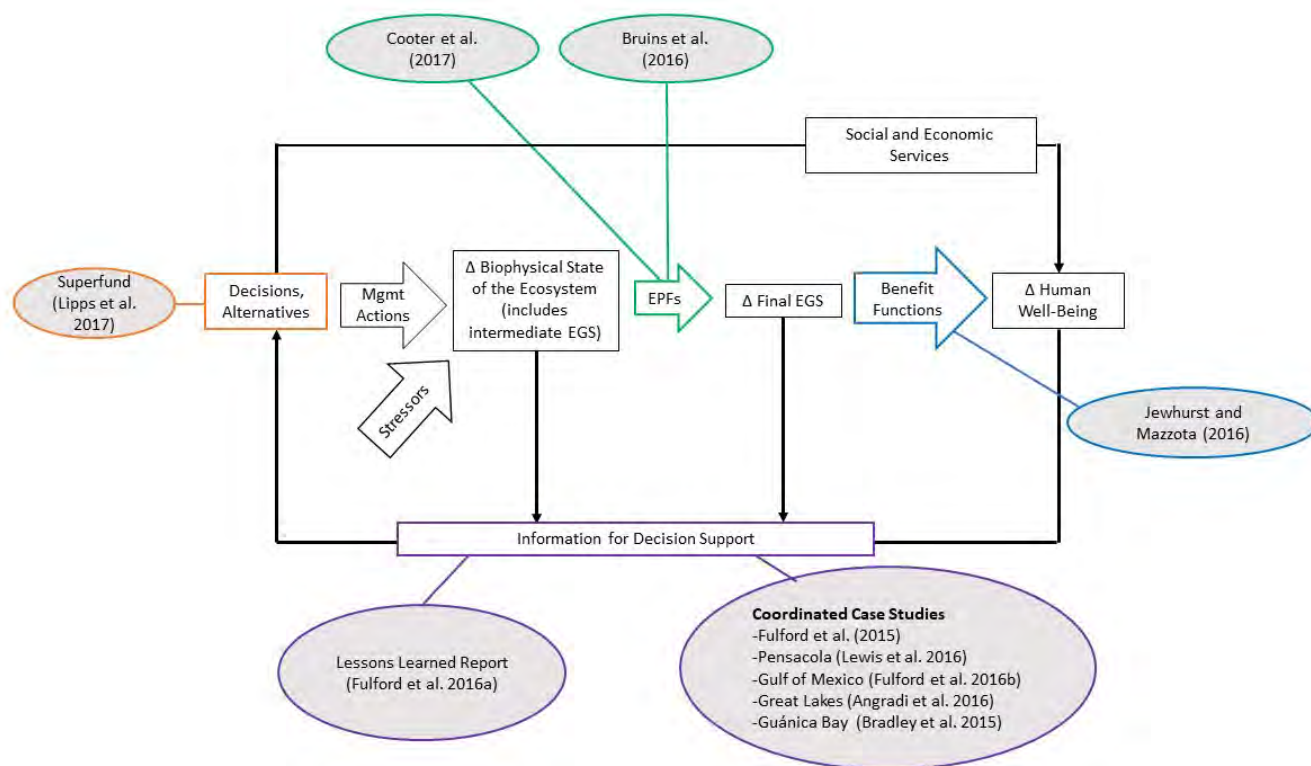 Cooter et al.
(2017)
Bruins et al.
(2016)
Social and Economic
Services
Superfund
(Lipps et al.
2017)
Decisions,
Alternatives
Mgmt
Actions
Stressors
Δ Biophysical State
of the Ecosystem
(includes
intermediate EGS)
EPFs
Δ Final EGS
Benefit
Functions
Δ Human
Well-Being
Jewhurst and
Mazzota (2016)
Information for Decision Support
Lessons Learned Report
(Fulford et al. 2016a)
Coordinated Case Studies
-Fulford et al. (2015)
-Pensacola (Lewis et al. 2016)
-Gulf of Mexico (Fulford et al. 2016b)
-Great Lakes (Angradi et al. 2016)
-Guánica Bay (Bradley et al. 2015)